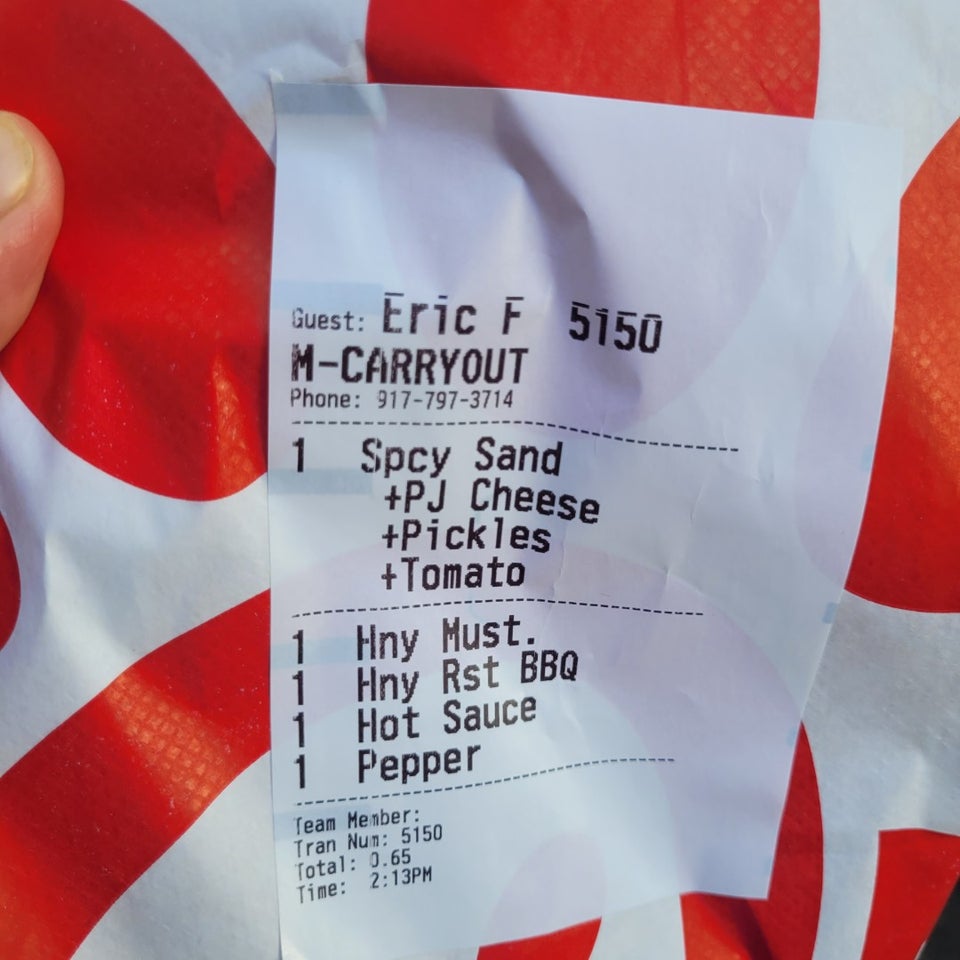 Guest: Eric F 5150
M-CARRYOUT
Phone: 917-797-3714
1 Spcy Sand
+PJ Cheese
+Pickles
+Tomato
1 Hny Must.
1 Hny Rst BBQ
1 Hot Sauce
1 Pepper
Team Member:
Tran Num: 5150
Total: 0.65
Time: 2:13PM